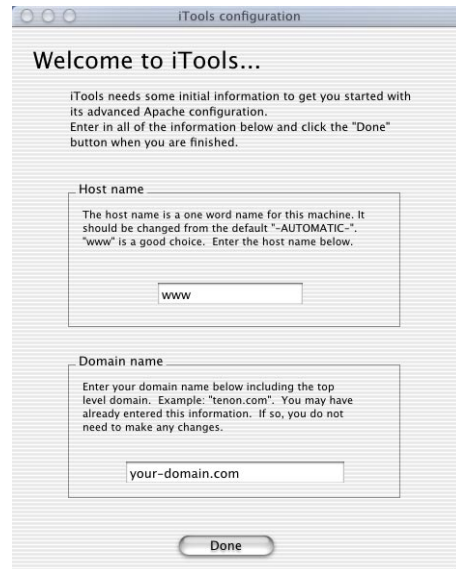 iTools configuration
Welcome to iTools...
iTools needs some initial information to get you started with
its advanced Apache configuration.
Enter in all of the information below and click the "Done"
button when you are finished.
Host name
The host name is a one word name for this machine. It
should be changed from the default "-AUTOMATIC-".
"www" is a good choice.  Enter the host name below.
www
Domain name
Enter your domain name below including the top
level domain.  Example: "tenon.com".  You may have
already entered this information.  If so, you do not
need to make any changes.
your-domain.com
Done